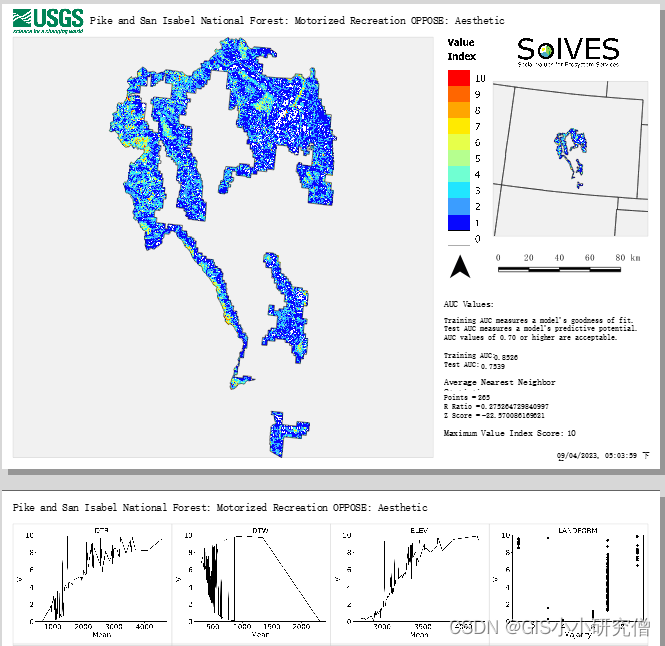 USGS
science for a changing world
Pike and San Isabel National Forest: Motorized Recreation OPPOSE: Aesthetic
Value
Index
10
9
8
7
6
5
4
3
2
1
0
SolVES
Social Values for Ecosystem Services
0 20 40 60 80 km
AUC Values:
Training AUC measures a model's goodness of fit.
Test AUC measures a model's predictive potential.
AUC values of 0.70 or higher are acceptable.
Training AUC:0.8526
Test AUC:0.7539
Average Nearest Neighbor
Points = 265
R Ratio =0.275264729840997
Z Score =-22.570086169621
Maximum Value Index Score: 10
09/04/2023, 05:03:59 下
Pike and San Isabel National Forest: Motorized Recreation OPPOSE: Aesthetic
DTR
10
8
6
4
2
0
V
1000 2000 3000 4000
Mean
DTW
10
8
6
4
2
0
V
500 1000 1500 2000
Mean
ELEV
10
8
6
4
2
0
V
3000 3500 4000
Mean
LANDFORM
10
8
6
4
2
0
V
Majority
CSDN @GIS小小研究僧